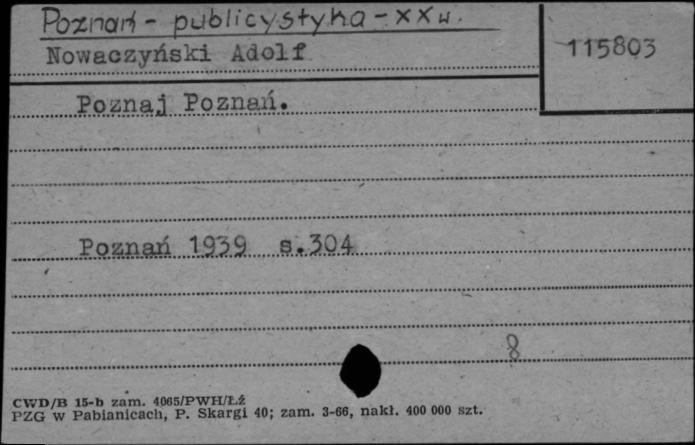 Poznań - publicystyka - XX w.
Nowaczyński Adolf
115803
Poznaj Poznań.
Poznań 1939 s.304
8
CWD/B 15-b zam. 4065/PWH/Łź
PZG w Pabianicach, P. Skargi 40; zam. 3-66, nakł. 400 000 szt.